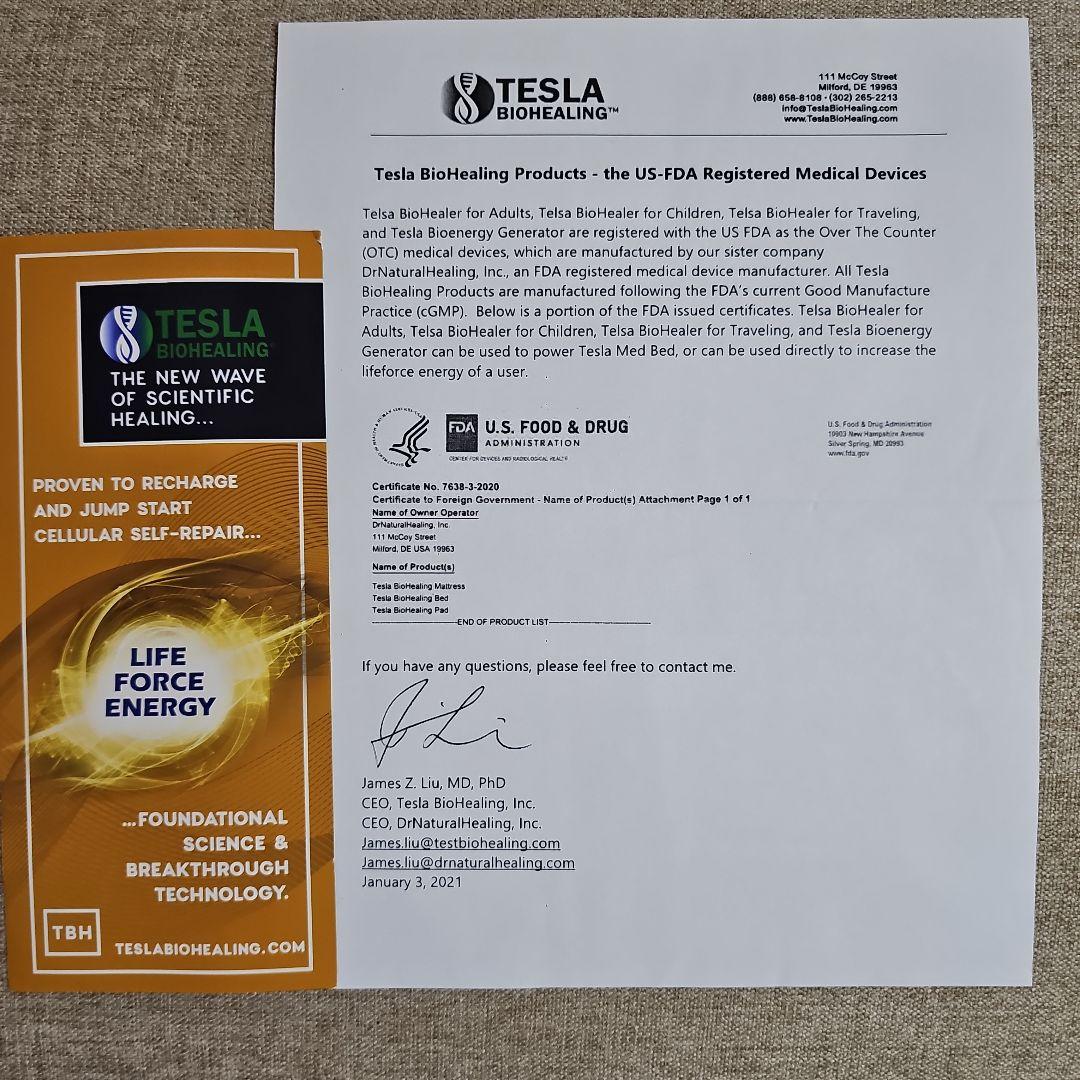 TESLA
BIOHEALING™
111 McCoy Street
Milford, DE 19963
(888) 658-8108 • (302) 265-2213
info@TeslaBioHealing.com
www.TeslaBioHealing.com
Tesla BioHealing Products - the US-FDA Registered Medical Devices
Telsa BioHealer for Adults, Telsa BioHealer for Children, Telsa BioHealer for Traveling,
and Tesla Bioenergy Generator are registered with the US FDA as the Over The Counter
(OTC) medical devices, which are manufactured by our sister company
DrNaturalHealing, Inc., an FDA registered medical device manufacturer. All Tesla
BioHealing Products are manufactured following the FDA's current Good Manufacture
Practice (cGMP).  Below is a portion of the FDA issued certificates. Telsa BioHealer for
Adults, Telsa BioHealer for Children, Telsa BioHealer for Traveling, and Tesla Bioenergy
Generator can be used to power Tesla Med Bed, or can be used directly to increase the
lifeforce energy of a user.
FDA U.S. FOOD & DRUG
ADMINISTRATION
CENTER FOR DEVICES AND RADIOLOGICAL HEALTH
U.S. Food & Drug Administration
10903 New Hampshire Avenue
Silver Spring, MD 20993
www.fda.gov
Certificate No. 7638-3-2020
Certificate to Foreign Government - Name of Product(s) Attachment Page 1 of 1
Name of Owner Operator
DrNaturalHealing, Inc.
111 McCoy Street
Milford, DE USA 19963
Name of Product(s)
Tesla BioHealing Mattress
Tesla BioHealing Bed
Tesla BioHealing Pad
END OF PRODUCT LIST
If you have any questions, please feel free to contact me.
James Z. Liu, MD, PhD
CEO, Tesla BioHealing, Inc.
CEO, DrNaturalHealing, Inc.
James.liu@testbiohealing.com
James.liu@drnaturalhealing.com
January 3, 2021
TESLA
BIOHEALING
THE NEW WAVE
OF SCIENTIFIC
HEALING...
PROVEN TO RECHARGE
AND JUMP START
CELLULAR SELF-REPAIR...
LIFE
FORCE
ENERGY
...FOUNDATIONAL
SCIENCE &
BREAKTHROUGH
TECHNOLOGY.
TBH
TESLABIOHEALING.COM